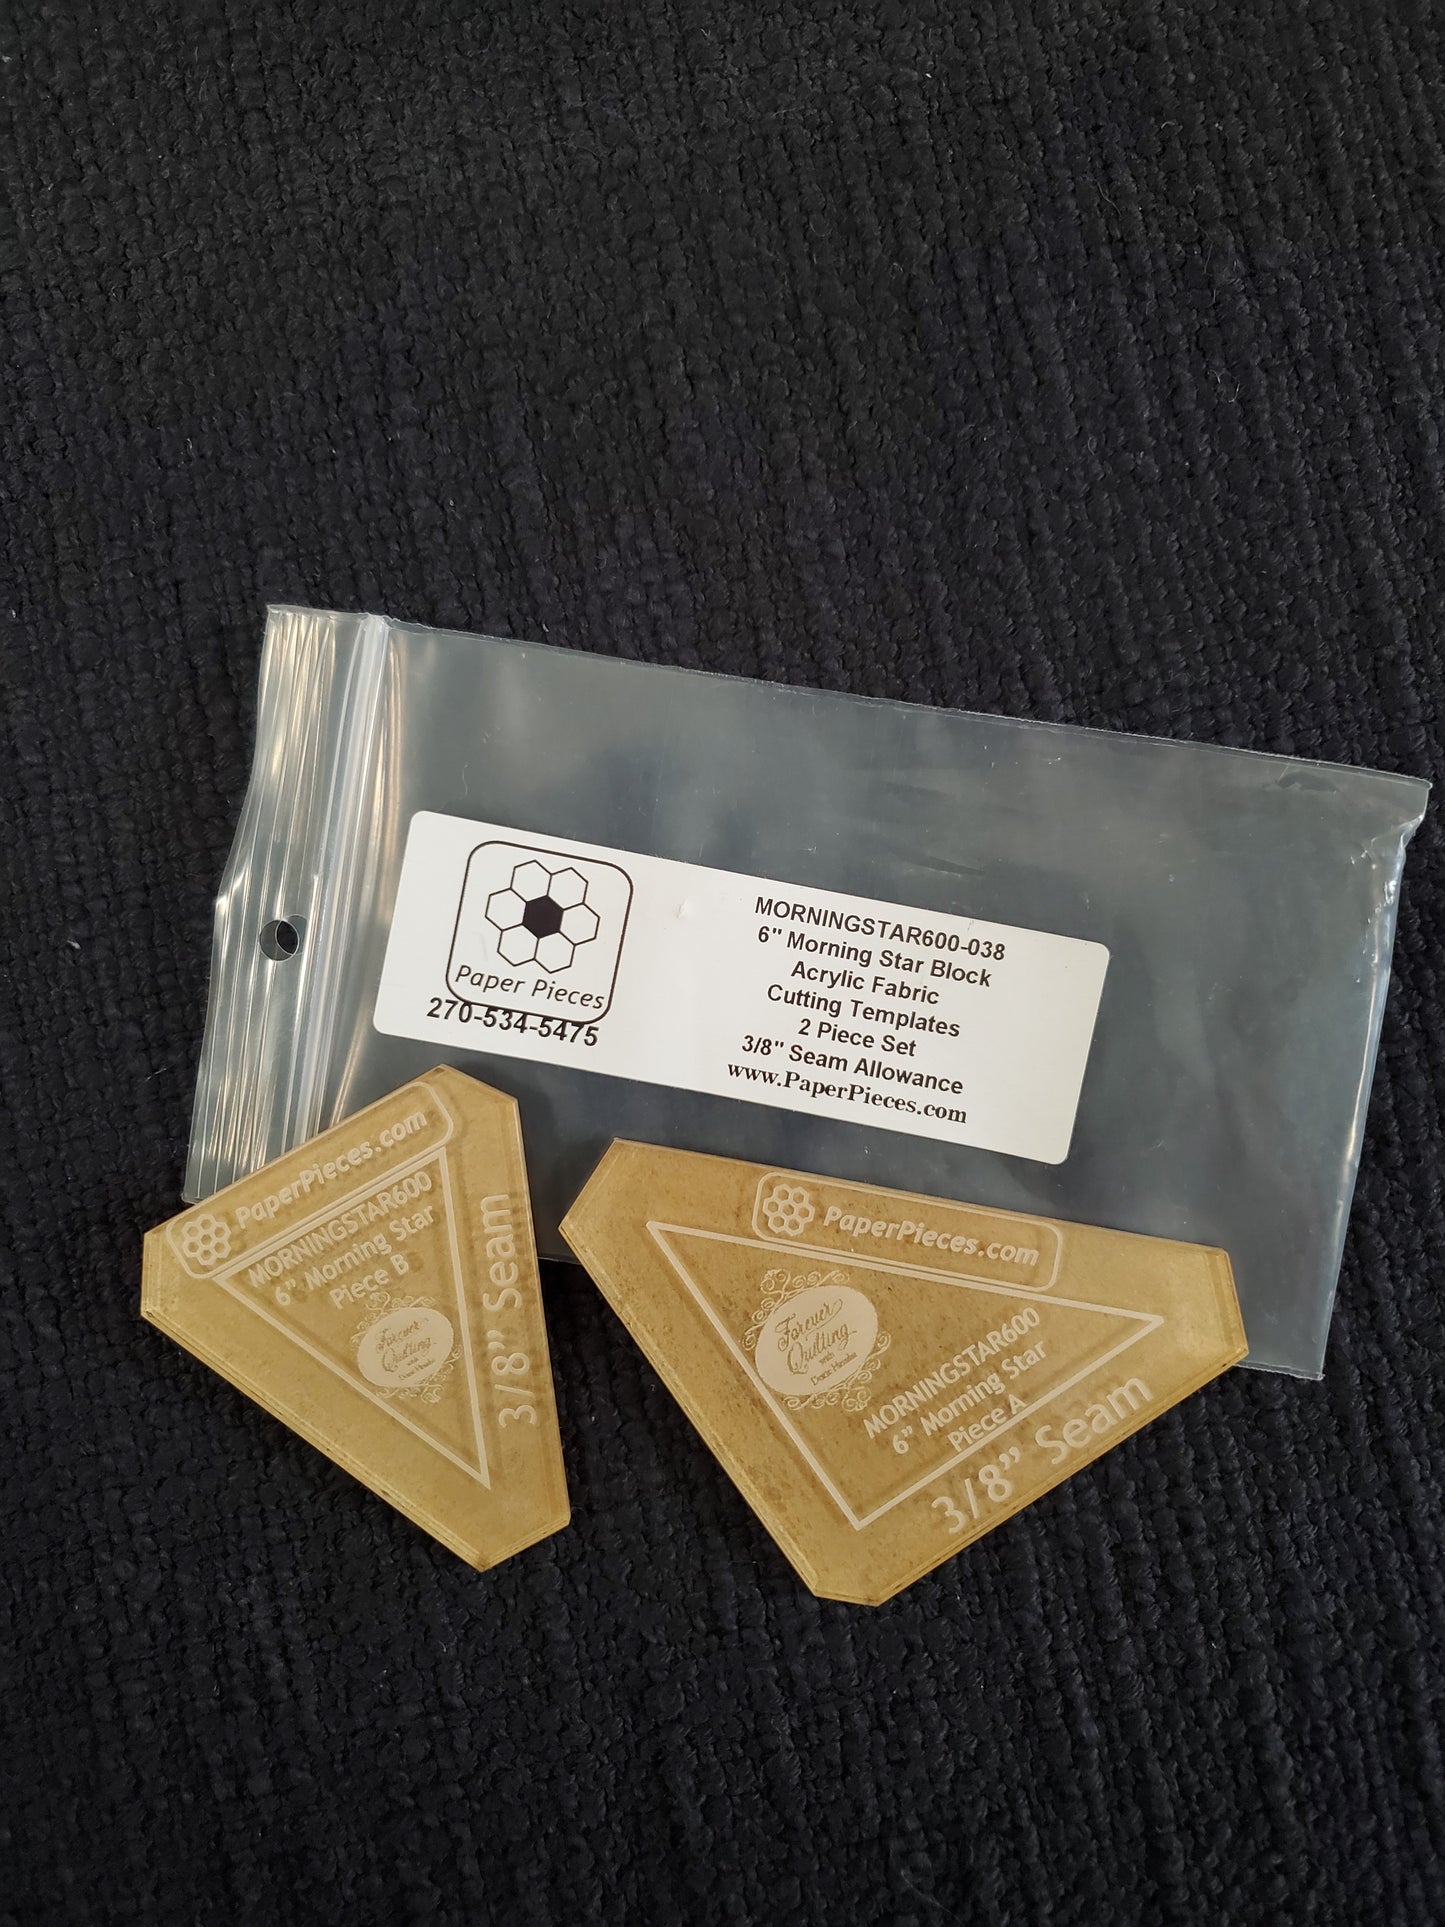 Paper Pieces
270-534-5475
MORNINGSTAR600-038
6" Morning Star Block
Acrylic Fabric
Cutting Templates
2 Piece Set
3/8" Seam Allowance
www.PaperPieces.com
PaperPieces.com
MORNINGSTAR600
6” Morning Star
Piece B
Forever
Quilting
with
3/8” Seam
PaperPieces.com
Forever
Quilting
with
MORNINGSTAR600
6” Morning Star
Piece A
3/8” Seam